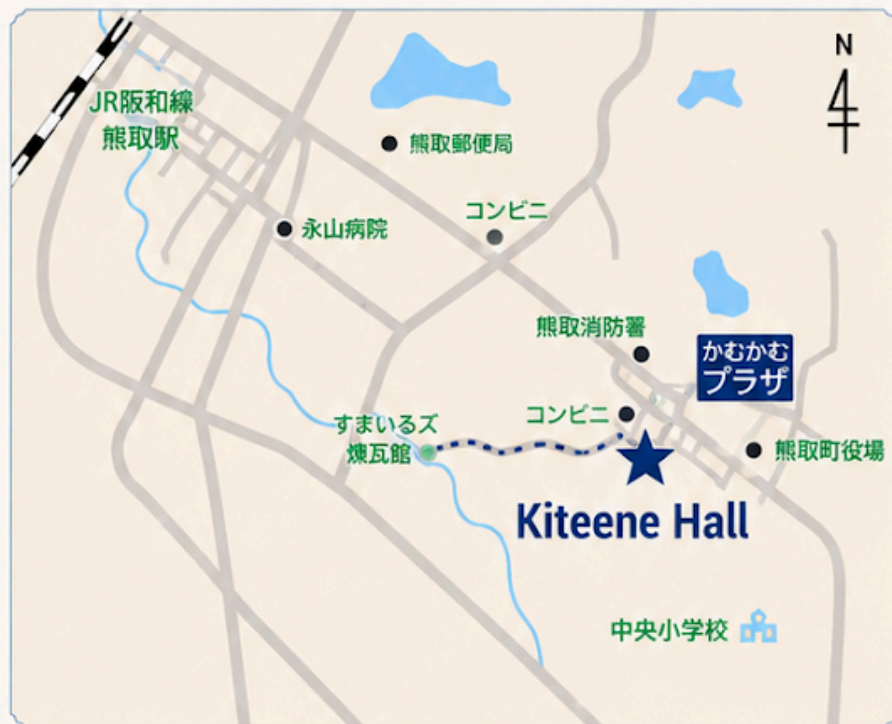 N
JR阪和線
熊取駅
熊取郵便局
永山病院
コンビニ
熊取消防署
かむかむ
プラザ
コンビニ
すまいるズ
煉瓦館
熊取町役場
Kiteene Hall
中央小学校